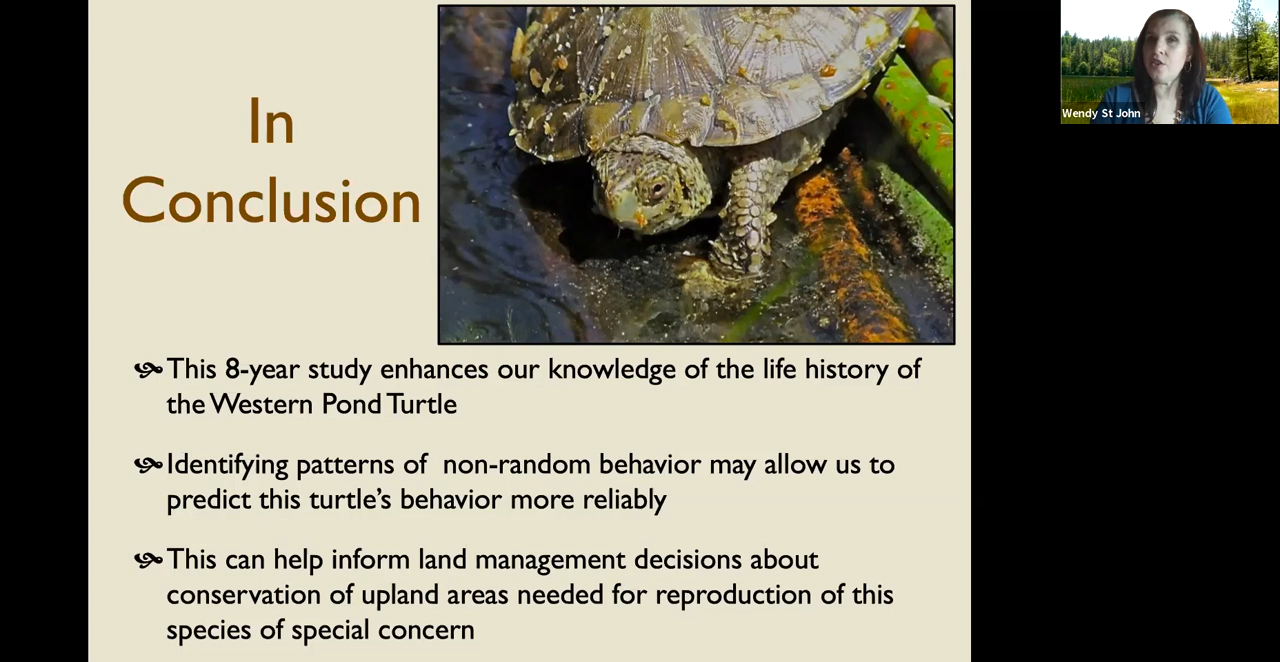 In
Conclusion
Wendy St John
This 8-year study enhances our knowledge of the life history of
the Western Pond Turtle
Identifying patterns of  non-random behavior may allow us to
predict this turtle’s behavior more reliably
This can help inform land management decisions about
conservation of upland areas needed for reproduction of this
species of special concern